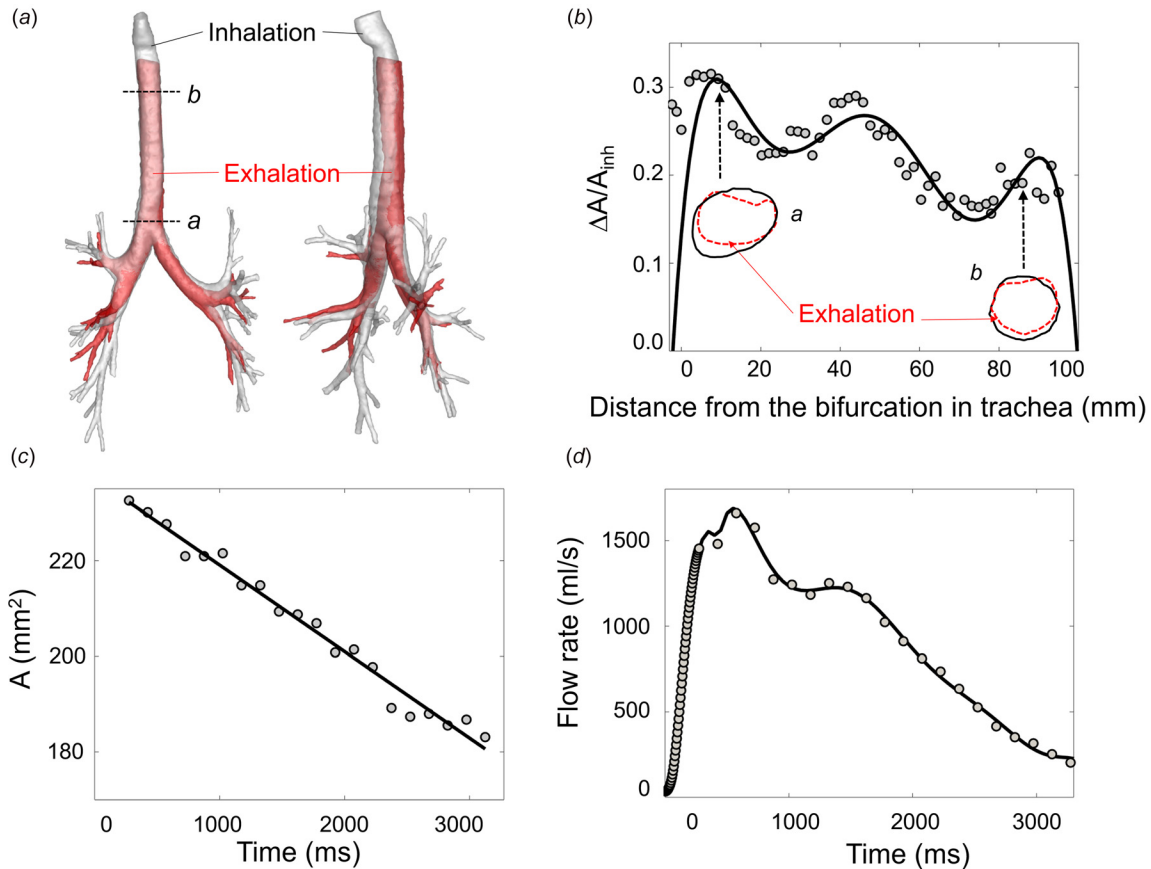 (a)
Inhalation
b
Exhalation
a
(b)
ΔA/A_inh
0.3
0.2
0.1
0.0
a
b
Exhalation
0 20 40 60 80 100
Distance from the bifurcation in trachea (mm)
(c)
A (mm²)
220
200
180
0 1000 2000 3000
Time (ms)
(d)
Flow rate (ml/s)
1500
1000
500
0
0 1000 2000 3000
Time (ms)